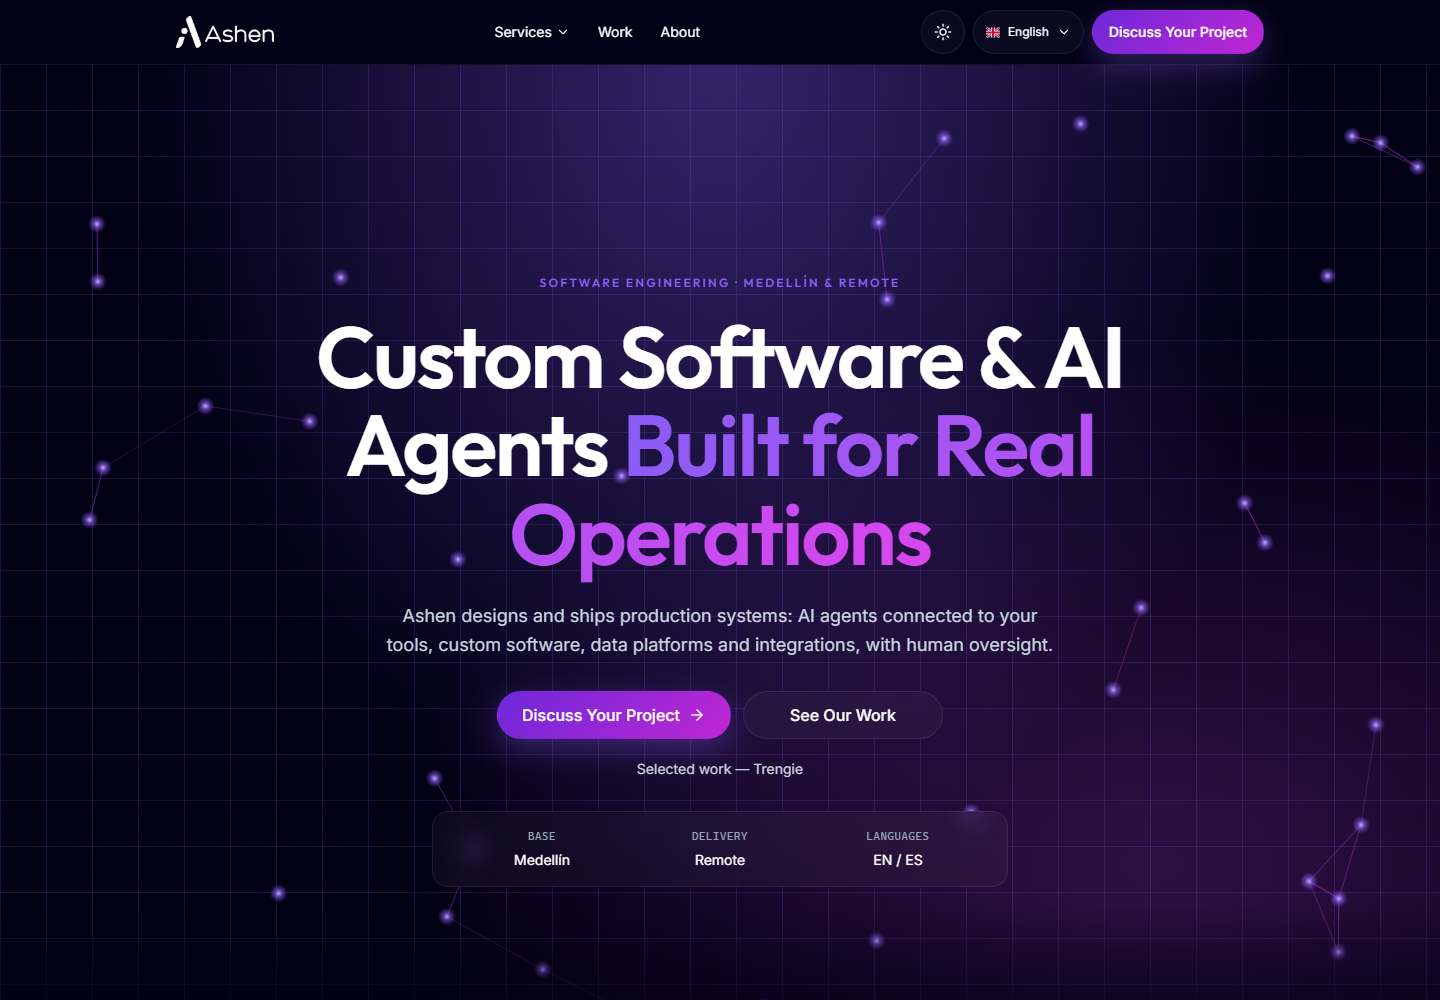 Ashen
Services
Work
About
English
Discuss Your Project
SOFTWARE ENGINEERING · MEDELLÍN & REMOTE
Custom Software & AI
Agents Built for Real
Operations
Ashen designs and ships production systems: AI agents connected to your
tools, custom software, data platforms and integrations, with human oversight.
Discuss Your Project →
See Our Work
Selected work — Trengie
BASE
Medellín
DELIVERY
Remote
LANGUAGES
EN / ES